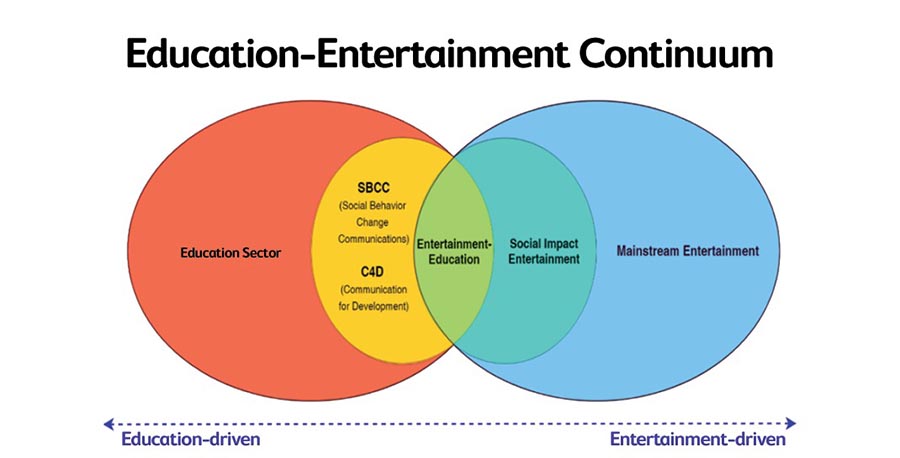 Education-Entertainment Continuum
SBCC
(Social Behavior
Change
Communications)
C4D
(Communication
for Development)
Education Sector
Entertainment-
Education
Social Impact
Entertainment
Mainstream Entertainment
Education-driven
Entertainment-driven